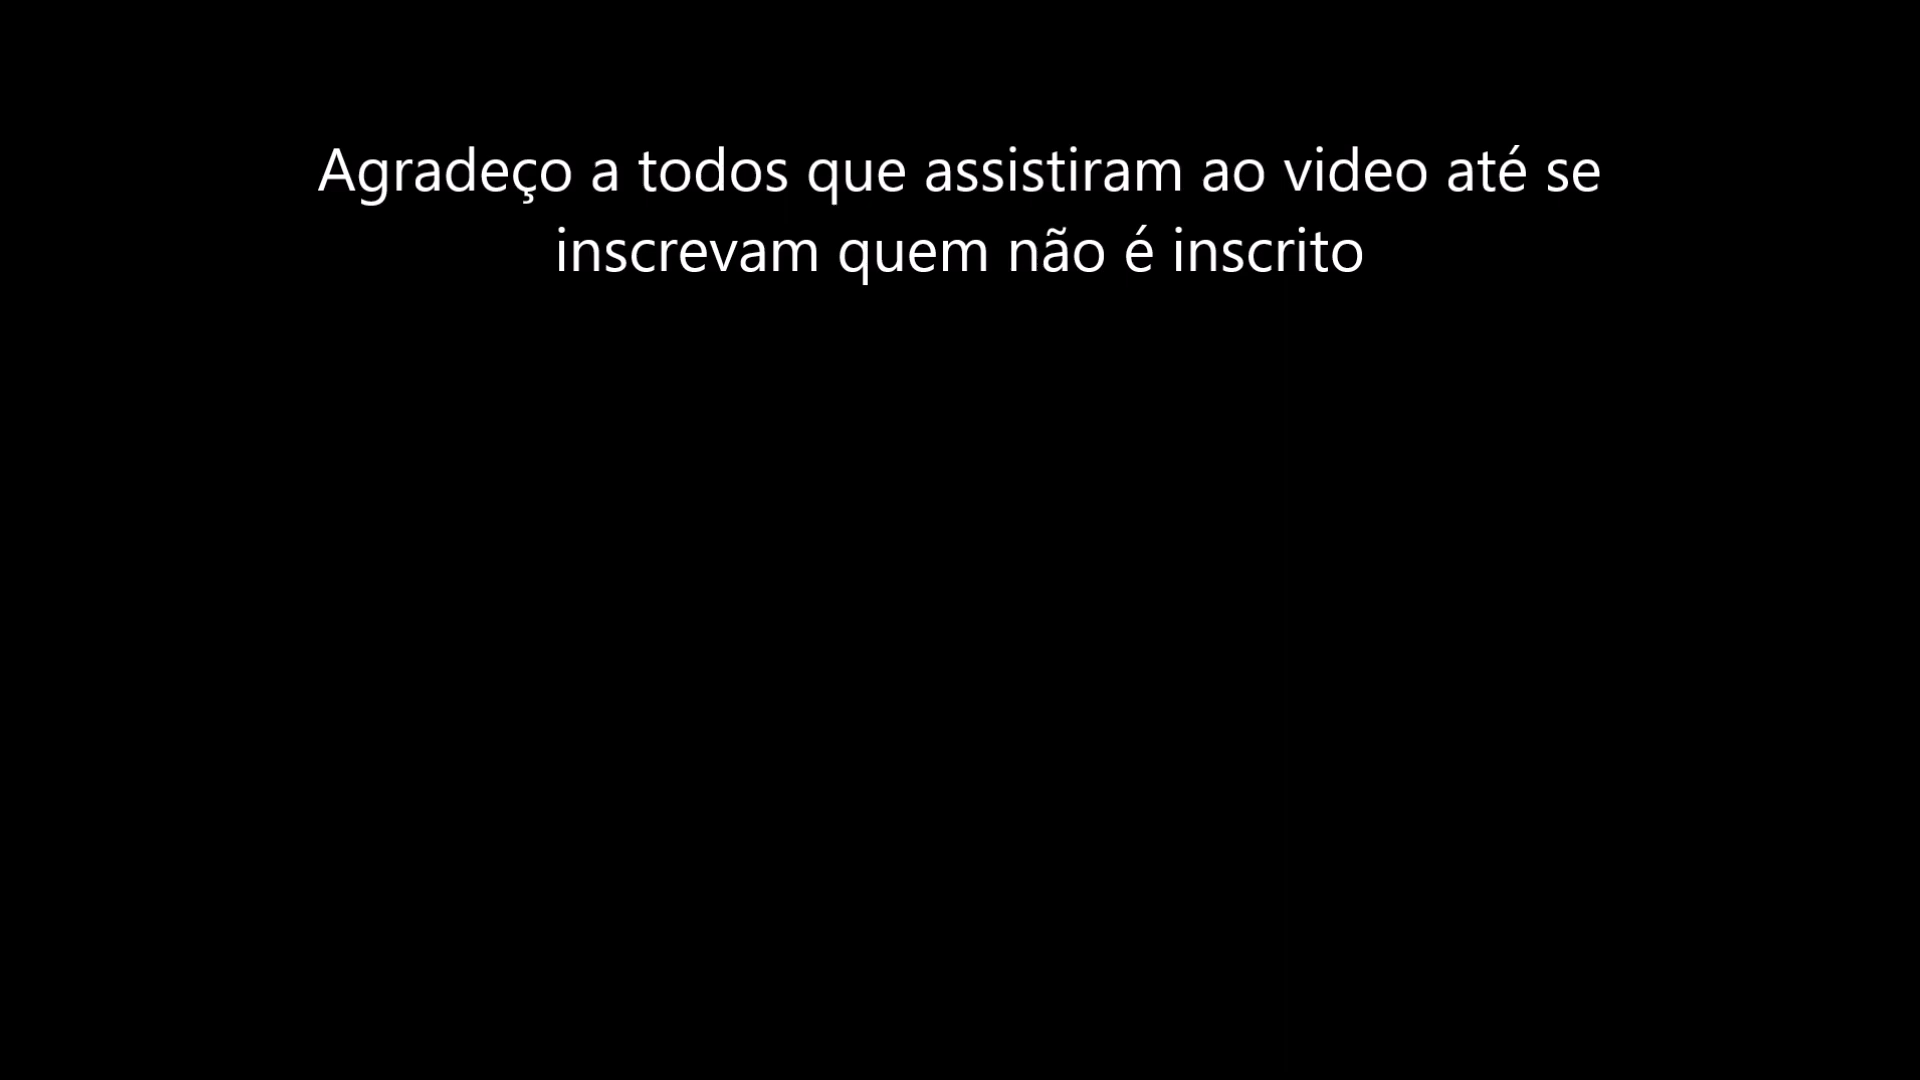 Agradeço a todos que assistiram ao video até se
inscrevam quem não é inscrito